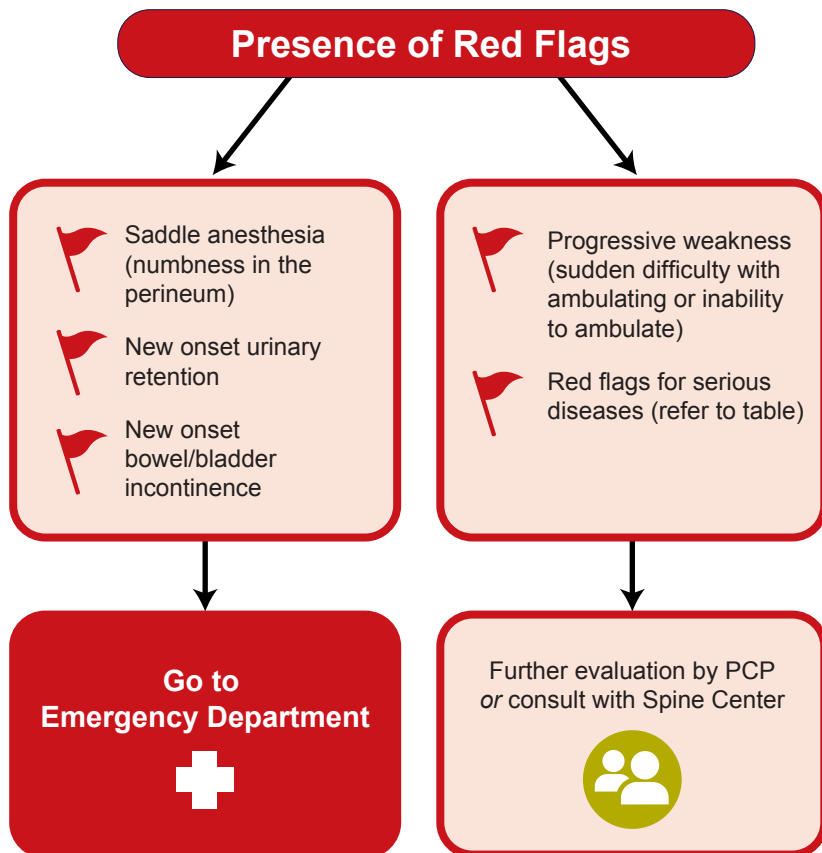 Presence of Red Flags
Saddle anesthesia
(numbness in the
perineum)
New onset urinary
retention
New onset
bowel/bladder
incontinence
Progressive weakness
(sudden difficulty with
ambulating or inability
to ambulate)
Red flags for serious
diseases (refer to table)
Go to
Emergency Department
Further evaluation by PCP
or consult with Spine Center